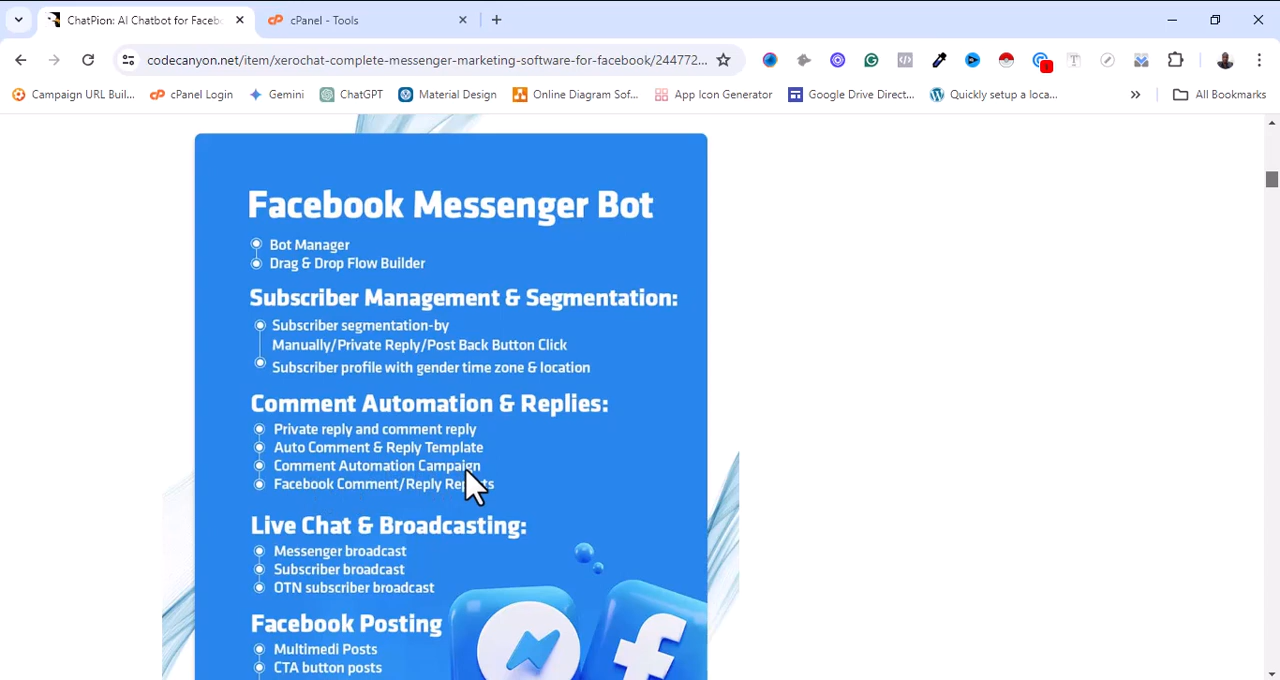 ChatPion: AI Chatbot for Facebo
cPanel - Tools
codecanyon.net/item/xerochat-complete-messenger-marketing-software-for-facebook/244772...
1
Campaign URL Buil...
cPanel Login
Gemini
ChatGPT
Material Design
Online Diagram Sof...
App Icon Generator
Google Drive Direct...
Quickly setup a loca...
All Bookmarks
Facebook Messenger Bot
Bot Manager
Drag & Drop Flow Builder
Subscriber Management & Segmentation:
Subscriber segmentation-by
Manually/Private Reply/Post Back Button Click
Subscriber profile with gender time zone & location
Comment Automation & Replies:
Private reply and comment reply
Auto Comment & Reply Template
Comment Automation Campaign
Facebook Comment/Reply Reports
Live Chat & Broadcasting:
Messenger broadcast
Subscriber broadcast
OTN subscriber broadcast
Facebook Posting
Multimedi Posts
CTA button posts